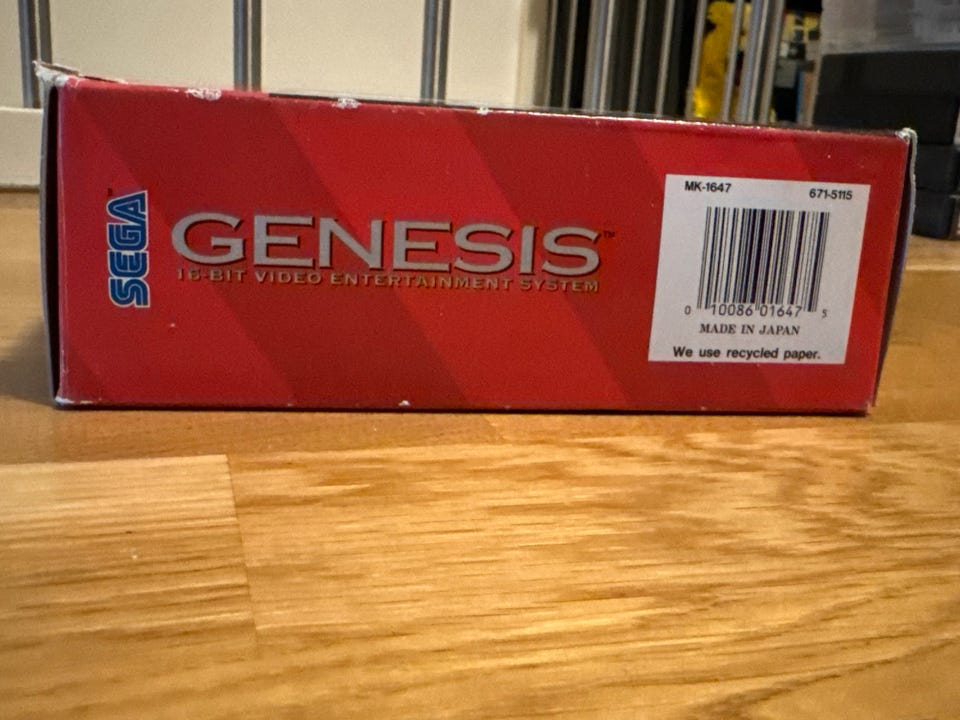 SEGA™
GENESIS™
16-BIT VIDEO ENTERTAINMENT SYSTEM
MK-1647 671-5115
0 10086 01647 5
MADE IN JAPAN
We use recycled paper.